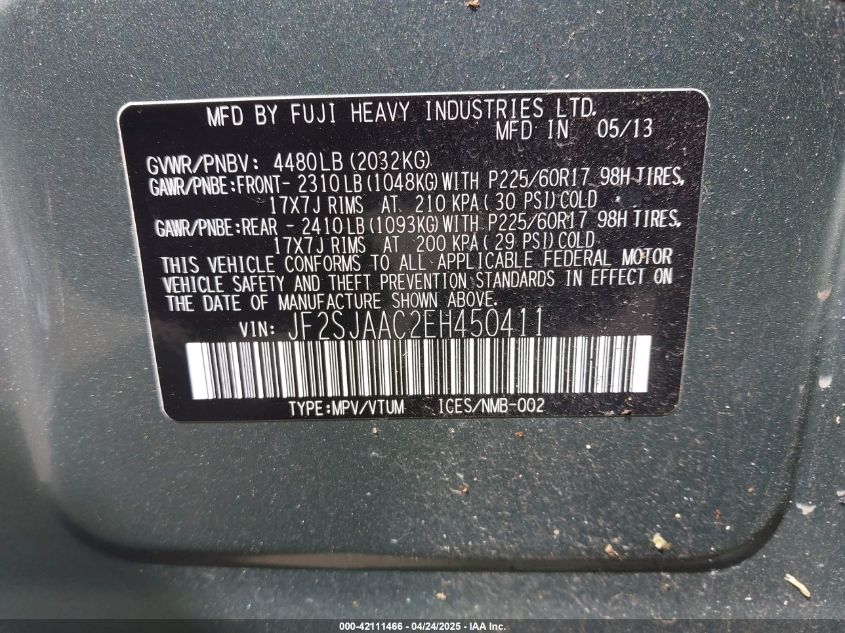 MFD BY FUJI HEAVY INDUSTRIES LTD.
MFD IN 05/13
GVWR/PNBV: 4480LB (2032KG)
GAWR/PNBE:FRONT- 2310LB (1048KG) WITH P225/60R17 98H TIRES,
17X7J RIMS AT 210 KPA (30 PSI) COLD
GAWR/PNBE:REAR - 2410LB (1093KG) WITH P225/60R17 98H TIRES,
17X7J RIMS AT 200 KPA (29 PSI) COLD
THIS VEHICLE CONFORMS TO ALL APPLICABLE FEDERAL MOTOR
VEHICLE SAFETY AND THEFT PREVENTION STANDARDS IN EFFECT ON
THE DATE OF MANUFACTURE SHOWN ABOVE.
VIN: JF2SJAAC2EH450411
TYPE:MPV/VTUM ICES/NMB-002
000-42111466 - 04/24/2025 - IAA Inc.